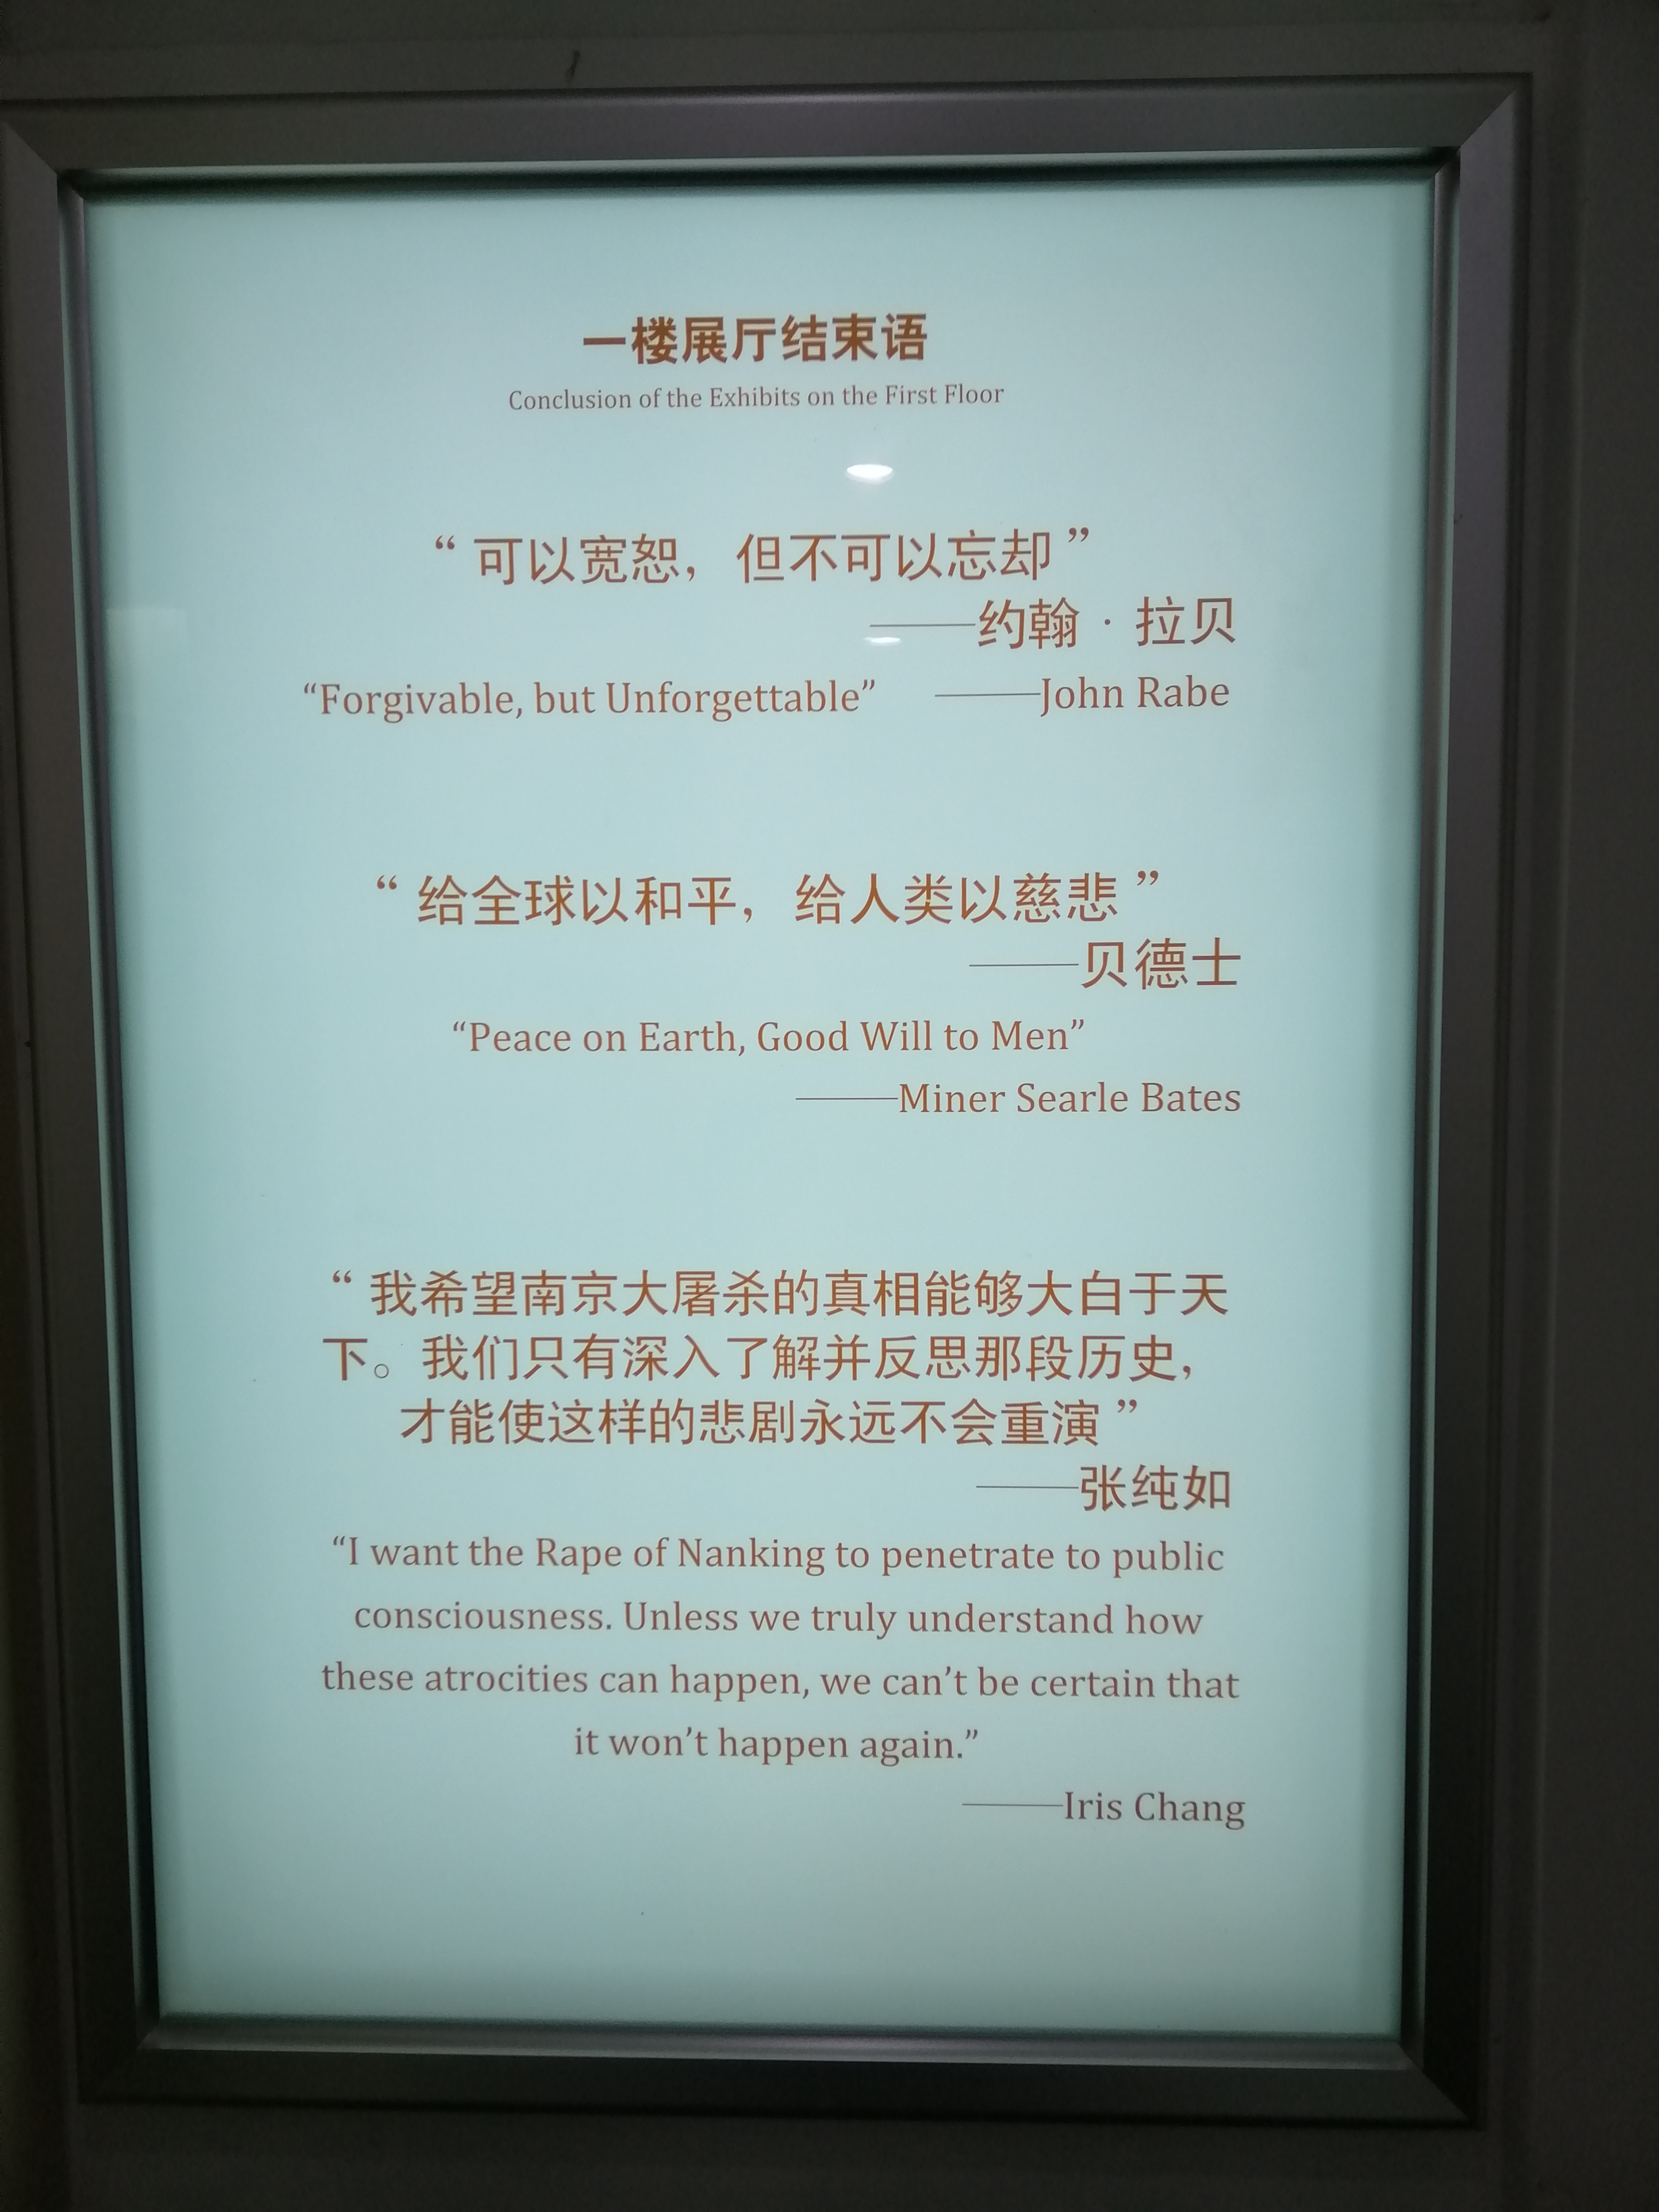 一楼展厅结束语
Conclusion of the Exhibits on the First Floor
“可以宽恕，但不可以忘却”
——约翰·拉贝
“Forgivable, but Unforgettable” ——John Rabe
“给全球以和平，给人类以慈悲”
——贝德士
“Peace on Earth, Good Will to Men”
——Miner Searle Bates
“我希望南京大屠杀的真相能够大白于天
下。我们只有深入了解并反思那段历史，
才能使这样的悲剧永远不会重演”
——张纯如
“I want the Rape of Nanking to penetrate to public
consciousness. Unless we truly understand how
these atrocities can happen, we can’t be certain that
it won’t happen again.”
——Iris Chang